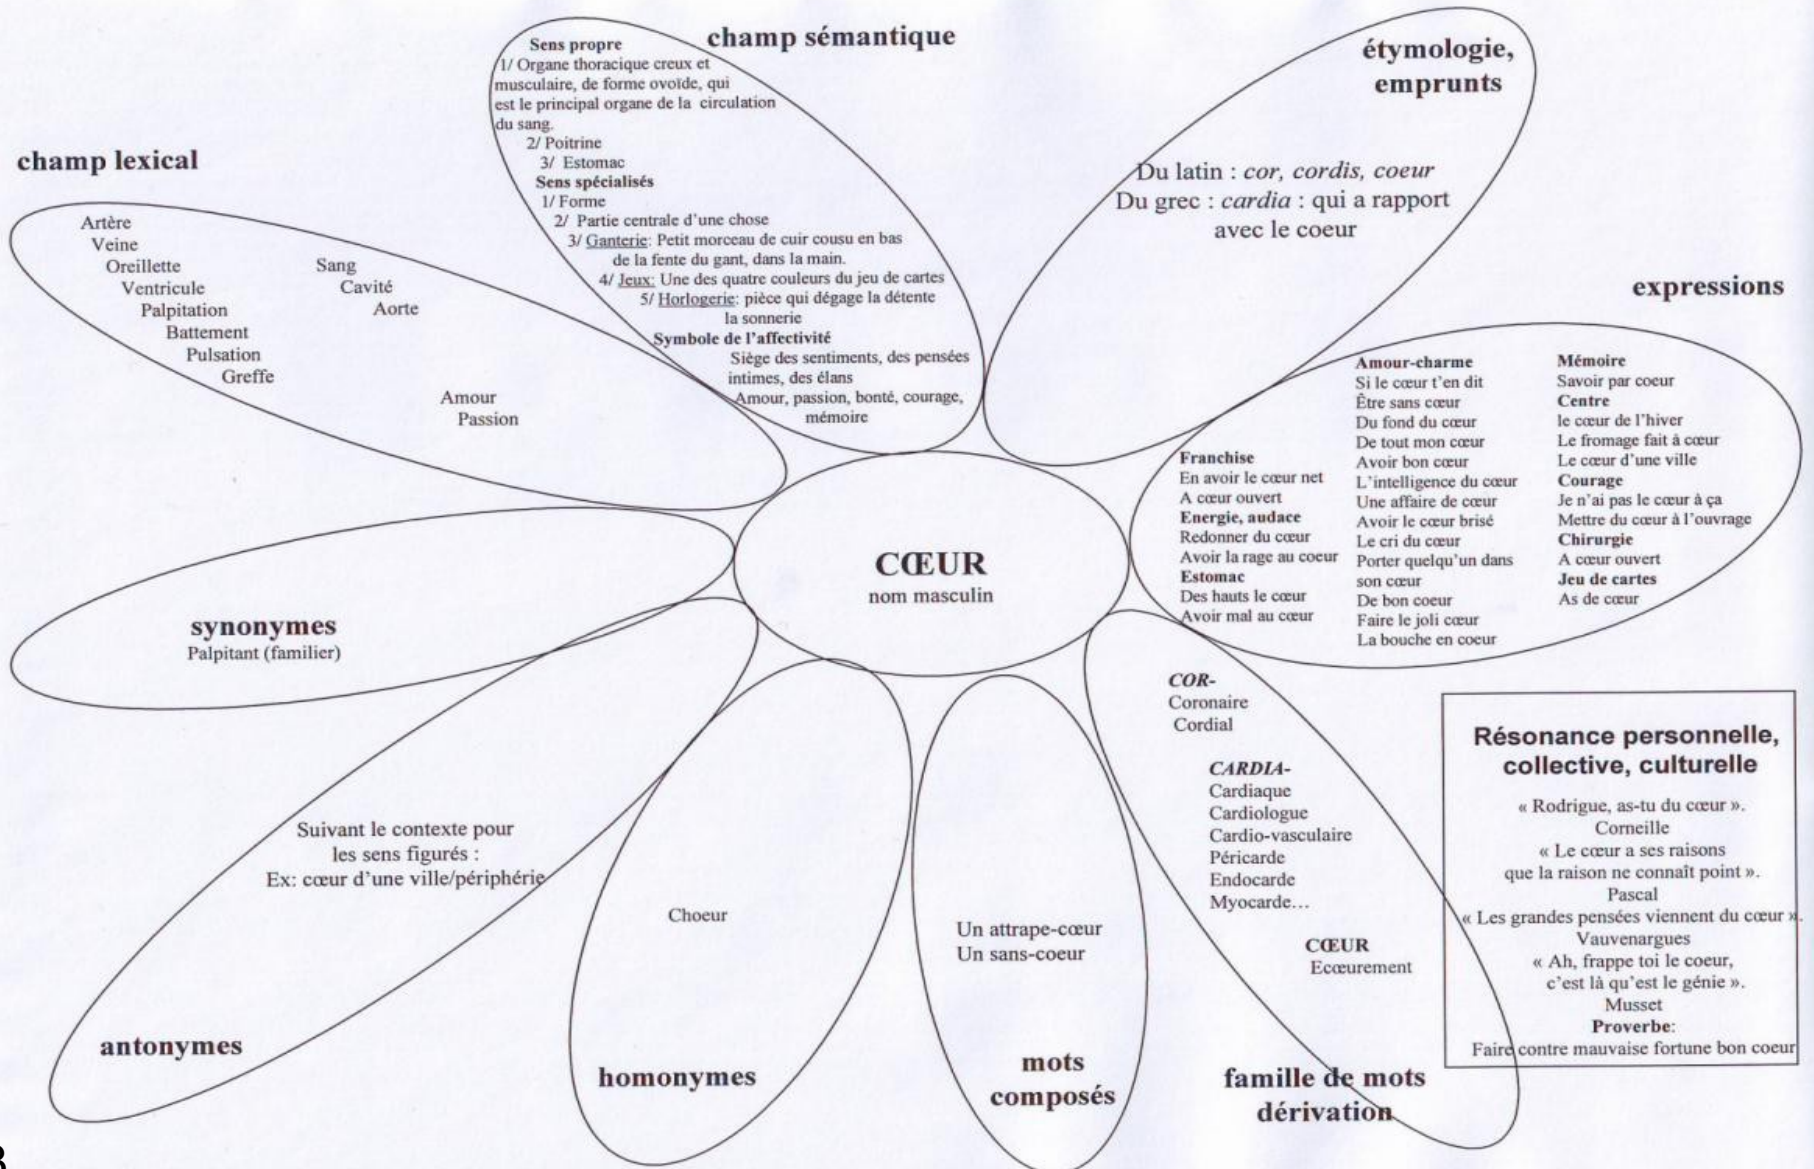 champ sémantique
Sens propre
1/ Organe thoracique creux et
musculaire, de forme ovoïde, qui
est le principal organe de la circulation
du sang.
2/ Poitrine
3/ Estomac
Sens spécialisés
1/ Forme
2/ Partie centrale d'une chose
3/ Ganterie: Petit morceau de cuir cousu en bas
de la fente du gant, dans la main.
4/ Jeux: Une des quatre couleurs du jeu de cartes
5/ Horlogerie: pièce qui dégage la détente
la sonnerie
Symbole de l'affectivité
Siège des sentiments, des pensées
intimes, des élans
Amour, passion, bonté, courage,
mémoire
étymologie,
emprunts
Du latin : cor, cordis, coeur
Du grec : cardia : qui a rapport
avec le coeur
champ lexical
Artère
Veine
Oreillette
Ventricule
Palpitation
Battement
Pulsation
Greffe
Sang
Cavité
Aorte
Amour
Passion
expressions
Franchise
En avoir le cœur net
A cœur ouvert
Energie, audace
Redonner du cœur
Avoir la rage au coeur
Estomac
Des hauts le cœur
Avoir mal au cœur
Amour-charme
Si le cœur t'en dit
Être sans cœur
Du fond du cœur
De tout mon cœur
Avoir bon cœur
L'intelligence du cœur
Une affaire de cœur
Avoir le cœur brisé
Le cri du cœur
Porter quelqu'un dans
son cœur
De bon coeur
Faire le joli cœur
La bouche en coeur
Mémoire
Savoir par coeur
Centre
le cœur de l'hiver
Le fromage fait à cœur
Le cœur d'une ville
Courage
Je n'ai pas le cœur à ça
Mettre du cœur à l'ouvrage
Chirurgie
A cœur ouvert
Jeu de cartes
As de cœur
CŒUR
nom masculin
synonymes
Palpitant (familier)
Suivant le contexte pour
les sens figurés :
Ex: cœur d'une ville/périphérie
antonymes
Choeur
homonymes
Un attrape-cœur
Un sans-coeur
mots
composés
COR-
Coronaire
Cordial
CARDIA-
Cardiaque
Cardiologue
Cardio-vasculaire
Péricarde
Endocarde
Myocarde…
CŒUR
Ecœurement
famille de mots
dérivation
Résonance personnelle,
collective, culturelle
« Rodrigue, as-tu du cœur ».
Corneille
« Le cœur a ses raisons
que la raison ne connaît point ».
Pascal
« Les grandes pensées viennent du cœur ».
Vauvenargues
« Ah, frappe toi le coeur,
c'est là qu'est le génie ».
Musset
Proverbe:
Faire contre mauvaise fortune bon coeur